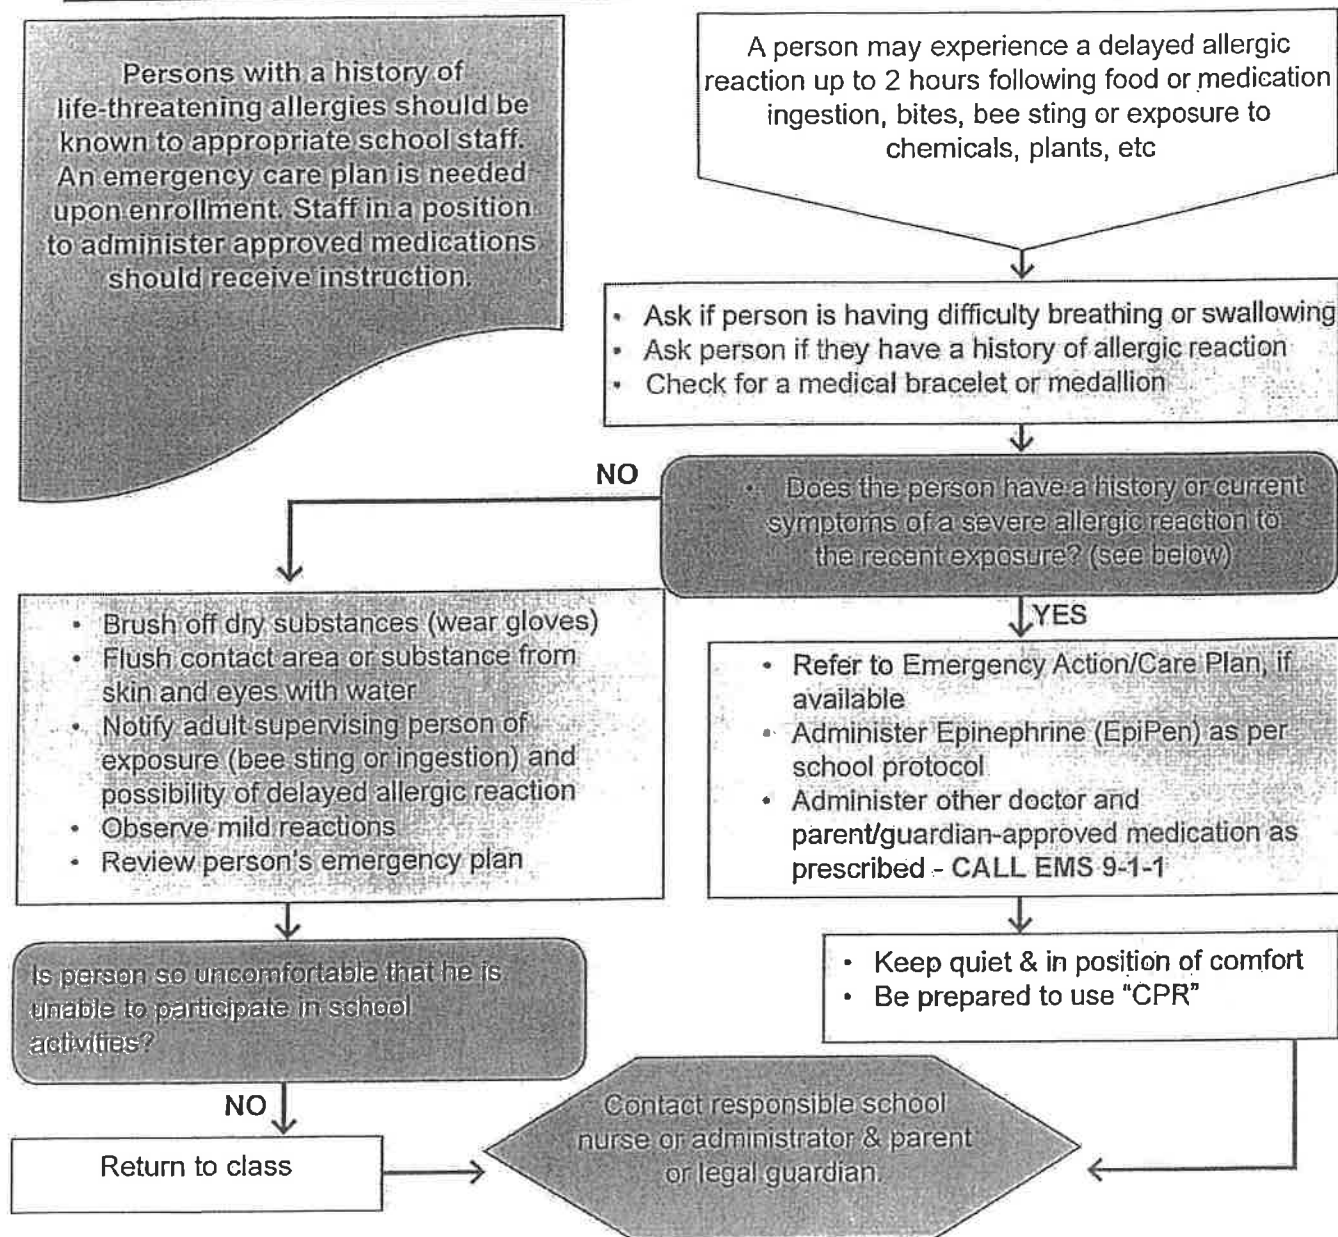 Persons with a history of
life-threatening allergies should be
known to appropriate school staff.
An emergency care plan is needed
upon enrollment. Staff in a position
to administer approved medications
should receive instruction.
A person may experience a delayed allergic
reaction up to 2 hours following food or medication
ingestion, bites, bee sting or exposure to
chemicals, plants, etc
• Ask if person is having difficulty breathing or swallowing
• Ask person if they have a history of allergic reaction
• Check for a medical bracelet or medallion
NO
• Does the person have a history or current
symptoms of a severe allergic reaction to
the recent exposure? (see below)
YES
• Brush off dry substances (wear gloves)
• Flush contact area or substance from
skin and eyes with water
• Notify adult supervising person of
exposure (bee sting or ingestion) and
possibility of delayed allergic reaction
• Observe mild reactions
• Review person's emergency plan
• Refer to Emergency Action/Care Plan, if
available
• Administer Epinephrine (EpiPen) as per
school protocol
• Administer other doctor and
parent/guardian-approved medication as
prescribed - CALL EMS 9-1-1
Is person so uncomfortable that he is
unable to participate in school
activities?
• Keep quiet & in position of comfort
• Be prepared to use "CPR"
NO
Return to class
Contact responsible school
nurse or administrator & parent
or legal guardian.